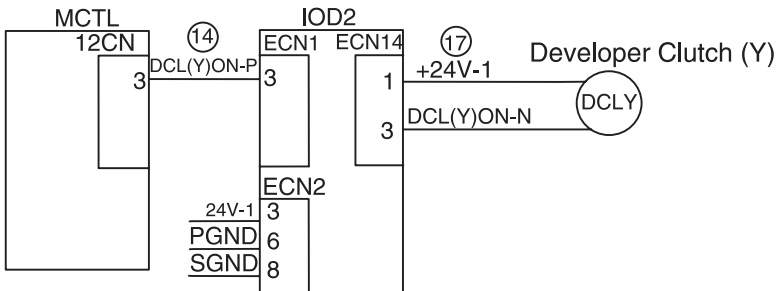 MCTL
IOD2
12CN
14
ECN1
ECN14
17
Developer Clutch (Y)
3
DCL(Y)ON-P
3
1
+24V-1
DCLY
3
DCL(Y)ON-N
ECN2
24V-1
3
PGND
6
SGND
8